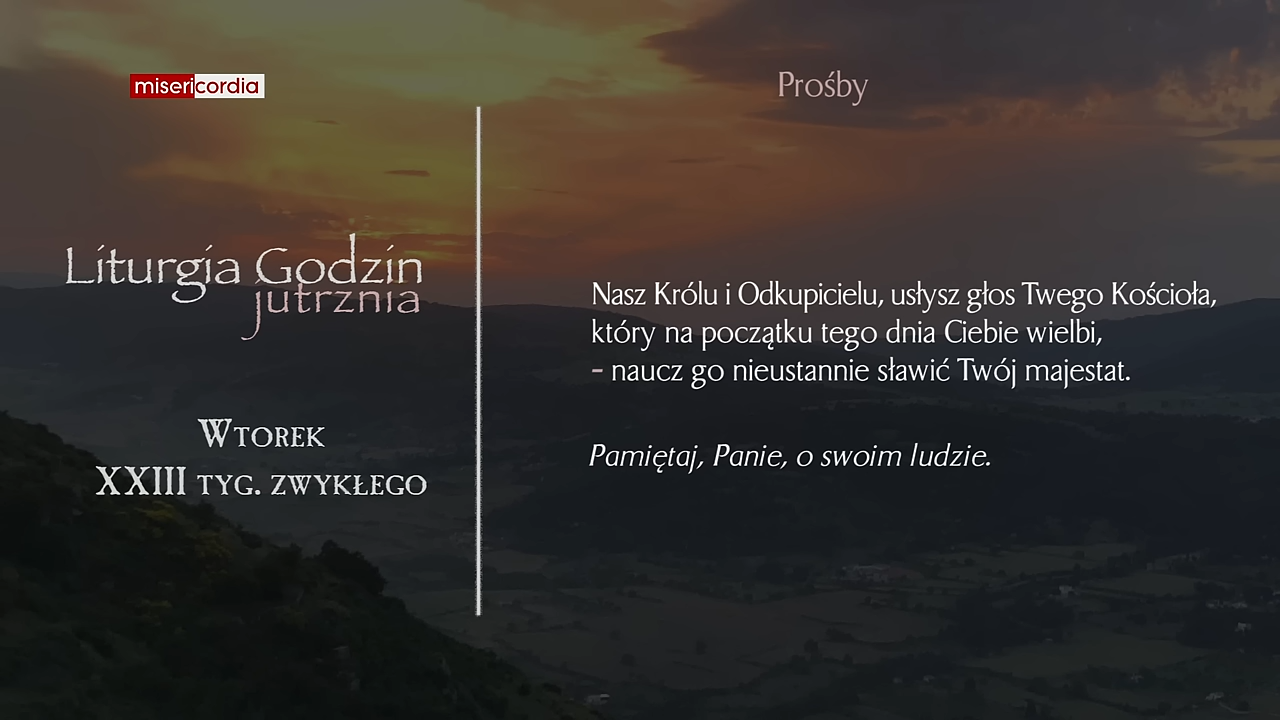 misericordia
Liturgia Godzin
jutrznia
Wtorek
XXIII tyg. zwykłego
Prośby
Nasz Królu i Odkupicielu, usłysz głos Twego Kościoła,
który na początku tego dnia Ciebie wielbi,
- naucz go nieustannie sławić Twój majestat.
Pamiętaj, Panie, o swoim ludzie.